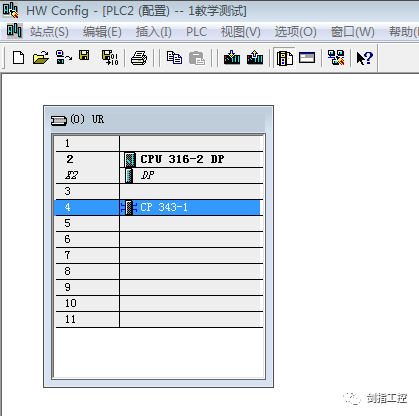 HW Config - [PLC2 (配置) -- 1教学测试]
站点(S) 编辑(E) 插入(I) PLC 视图(V) 选项(O) 窗口(W) 帮助(H)
(0) UR
1
2 CPU 316-2 DP
X2 DP
3
4 CP 343-1
5
6
7
8
9
10
11
剑指工控